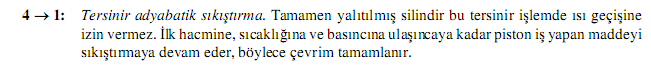 4 → 1: Tersinir adyabatik sıkıştırma. Tamamen yalıtılmış silindir bu tersinir işlemde ısı geçişine
izin vermez. İlk hacmine, sıcaklığına ve basıncına ulaşıncaya kadar piston iş yapan maddeyi
sıkıştırmaya devam eder, böylece çevrim tamamlanır.